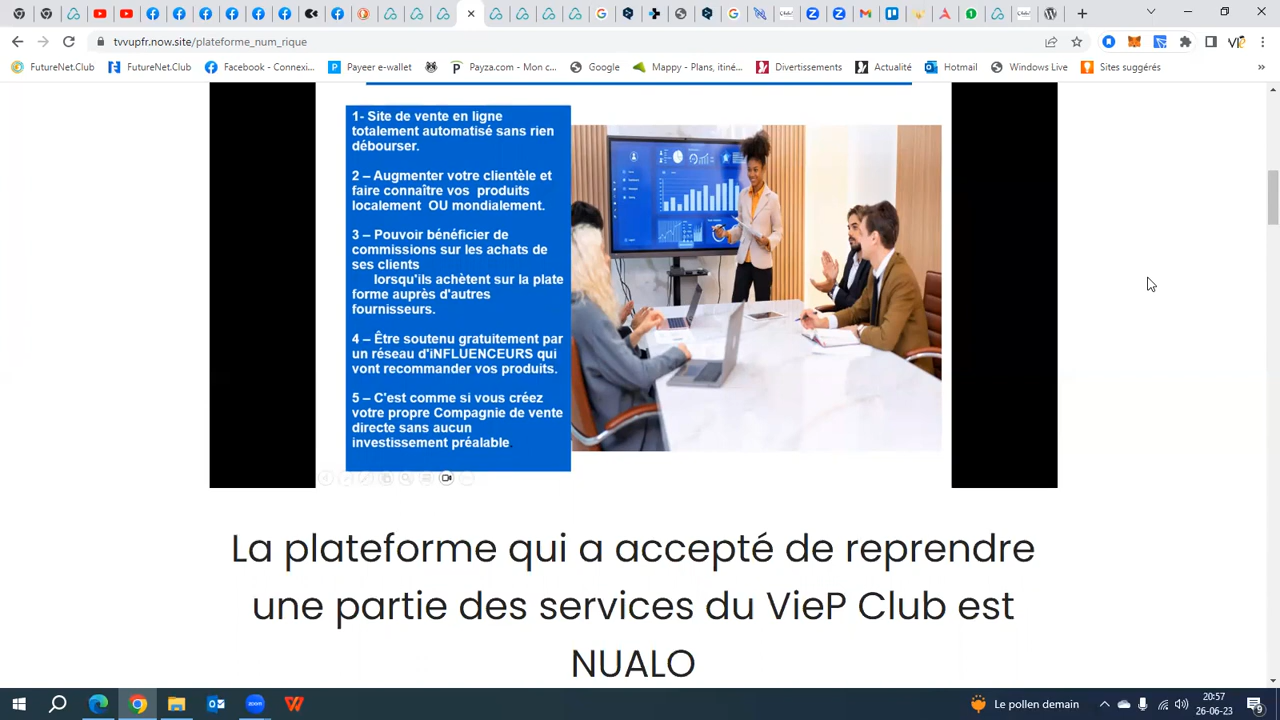 tvvupfr.now.site/plateforme_num_rique
FutureNet.Club
FutureNet.Club
Facebook - Connexi...
Payeer e-wallet
Payza.com - Mon c...
Google
Mappy - Plans, itiné...
Divertissements
Actualité
Hotmail
Windows Live
Sites suggérés
»
1- Site de vente en ligne
totalement automatisé sans rien
débourser.
2 – Augmenter votre clientèle et
faire connaître vos produits
localement OU mondialement.
3 – Pouvoir bénéficier de
commissions sur les achats de
ses clients
lorsqu'ils achètent sur la plate
forme auprès d'autres
fournisseurs.
4 – Être soutenu gratuitement par
un réseau d'iNFLUENCEURS qui
vont recommander vos produits.
5 – C'est comme si vous créez
votre propre Compagnie de vente
directe sans aucun
investissement préalable.
La plateforme qui a accepté de reprendre
une partie des services du VieP Club est
NUALO
Le pollen demain
20:57
26-06-23